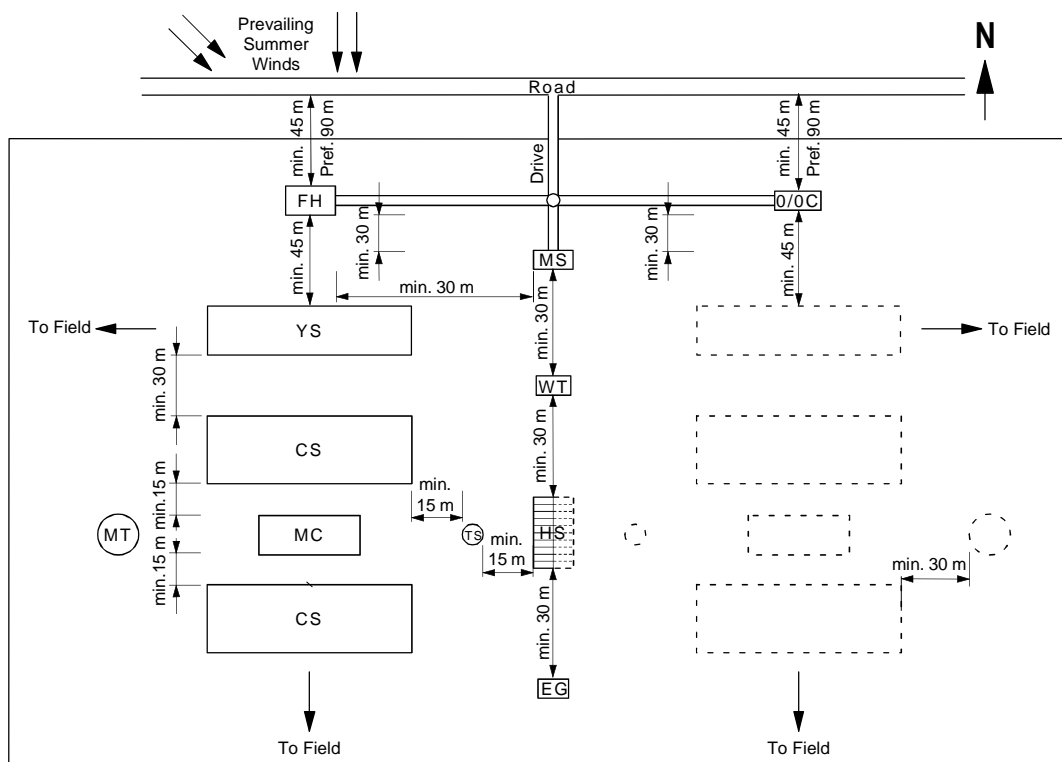 Prevailing
Summer
Winds
N
Road
min. 45 m
Pref. 90 m
Drive
min. 45 m
Pref. 90 m
FH
0/0C
min. 45 m
min. 30 m
MS
min. 30 m
min. 45 m
min. 30 m
min. 30 m
To Field
YS
To Field
min. 30 m
WT
CS
min. 30 m
min.
15 m
min.15 m
MT
MC
TS
HS
min.
15 m
min.15 m
min. 30 m
CS
min. 30 m
EG
To Field
To Field